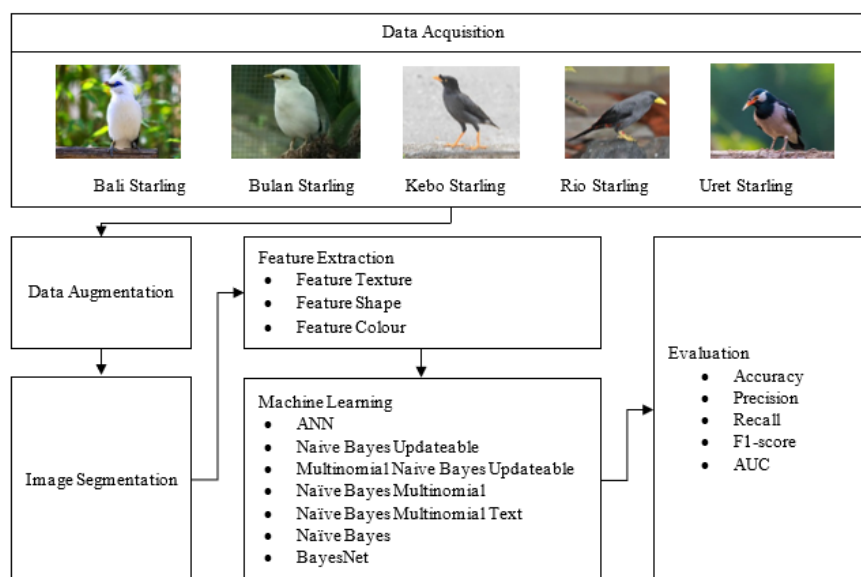 Data Acquisition
Bali Starling
Bulan Starling
Kebo Starling
Rio Starling
Uret Starling
Data Augmentation
Image Segmentation
Feature Extraction
• Feature Texture
• Feature Shape
• Feature Colour
Machine Learning
• ANN
• Naive Bayes Updateable
• Multinomial Naive Bayes Updateable
• Naïve Bayes Multinomial
• Naïve Bayes Multinomial Text
• Naïve Bayes
• BayesNet
Evaluation
• Accuracy
• Precision
• Recall
• F1-score
• AUC